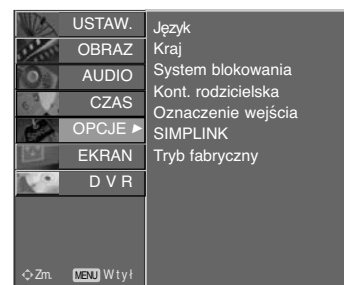 USTAW.
OBRAZ
AUDIO
CZAS
OPCJE
EKRAN
D V R
Zm.
MENU Wtył
Język
Kraj
System blokowania
Kont. rodzicielska
Oznaczenie wejścia
SIMPLINK
Tryb fabryczny